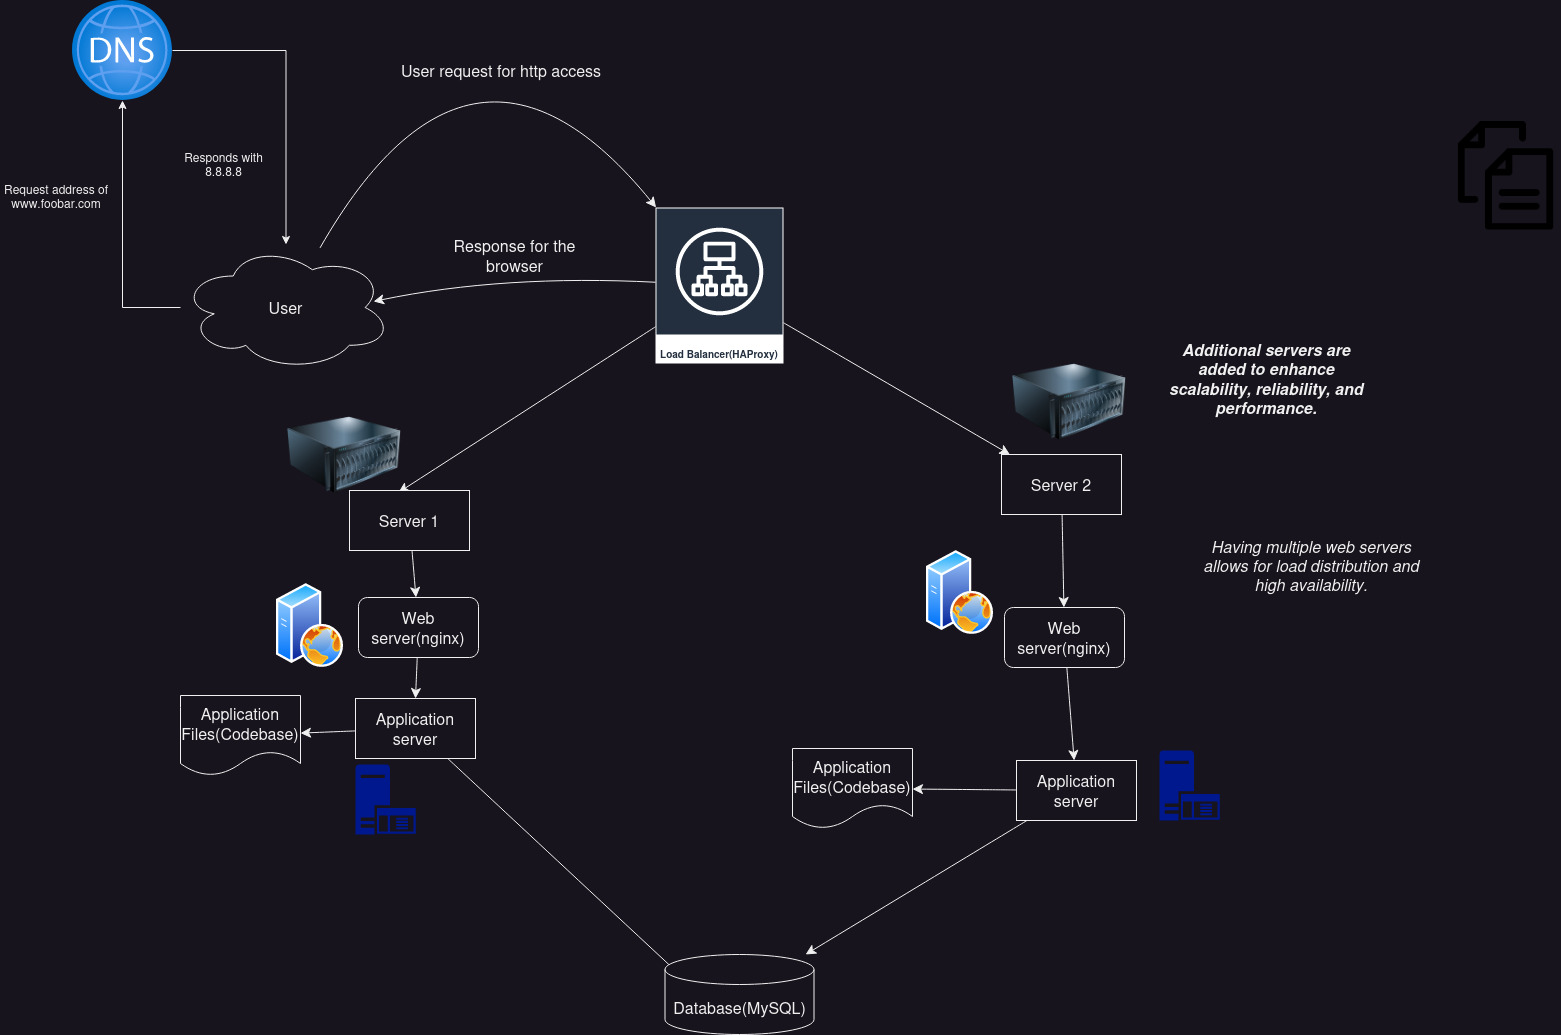 DNS
User request for http access
Responds with
8.8.8.8
Request address of
www.foobar.com
Response for the
browser
User
Load Balancer(HAProxy)
Additional servers are
added to enhance
scalability, reliability, and
performance.
Server 1
Server 2
Having multiple web servers
allows for load distribution and
high availability.
Web
server(nginx)
Web
server(nginx)
Application
Files(Codebase)
Application
server
Application
Files(Codebase)
Application
server
Database(MySQL)